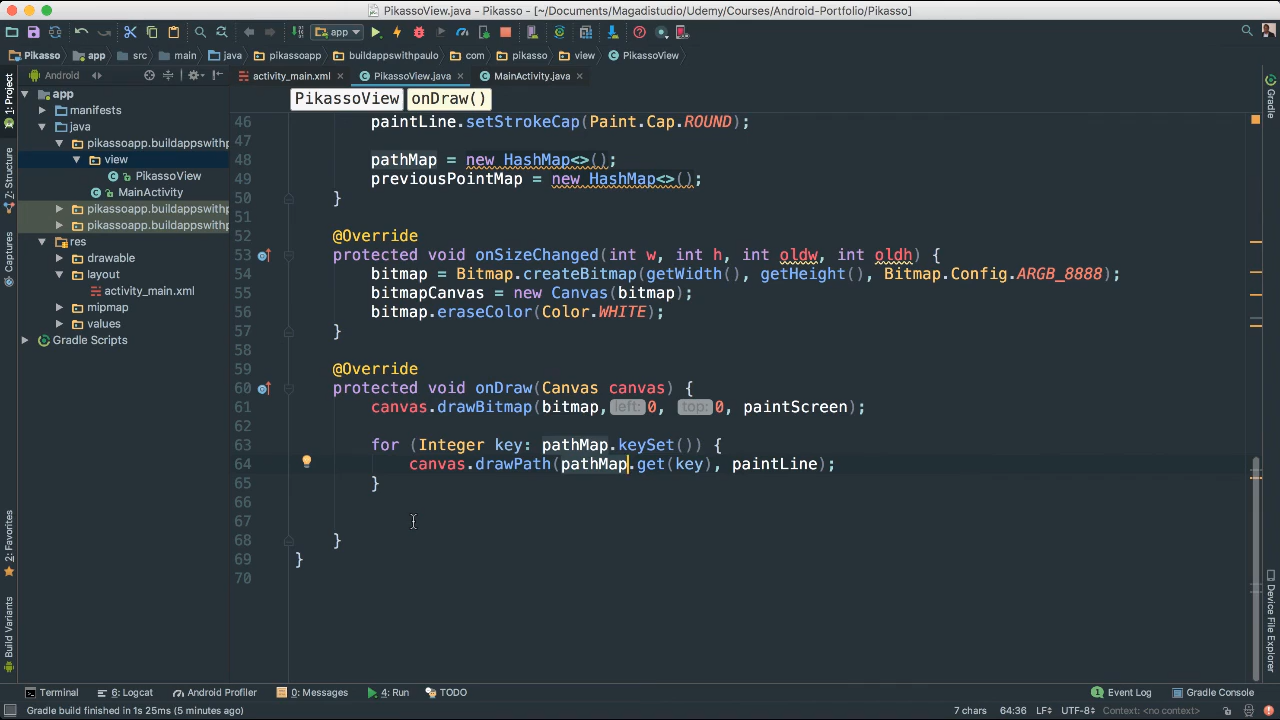 PikassoView.java - Pikasso - [~/Documents/Magadistudio/Udemy/Courses/Android-Portfolio/Pikasso]
app
Pikasso app src main java pikassoapp buildappswithpaulo com pikasso view PikassoView
Android
activity_main.xml PikassoView.java MainActivity.java
PikassoView onDraw()
1: Project
Z: Structure
Captures
2: Favorites
Build Variants
app
manifests
java
pikassoapp.buildappswithp
view
PikassoView
MainActivity
pikassoapp.buildappswithp
pikassoapp.buildappswithp
res
drawable
layout
activity_main.xml
mipmap
values
Gradle Scripts
46 paintLine.setStrokeCap(Paint.Cap.ROUND);
47
48 pathMap = new HashMap<>();
49 previousPointMap = new HashMap<>();
50 }
51
52 @Override
53 protected void onSizeChanged(int w, int h, int oldw, int oldh) {
54 bitmap = Bitmap.createBitmap(getWidth(), getHeight(), Bitmap.Config.ARGB_8888);
55 bitmapCanvas = new Canvas(bitmap);
56 bitmap.eraseColor(Color.WHITE);
57 }
58
59 @Override
60 protected void onDraw(Canvas canvas) {
61 canvas.drawBitmap(bitmap, left: 0, top: 0, paintScreen);
62
63 for (Integer key: pathMap.keySet()) {
64 canvas.drawPath(pathMap.get(key), paintLine);
65 }
66
67
68 }
69 }
70
Gradle
Device File Explorer
Terminal 6: Logcat Android Profiler 0: Messages 4: Run TODO Event Log Gradle Console
Gradle build finished in 1s 25ms (5 minutes ago) 7 chars 64:36 LF UTF-8 Context: <no context>